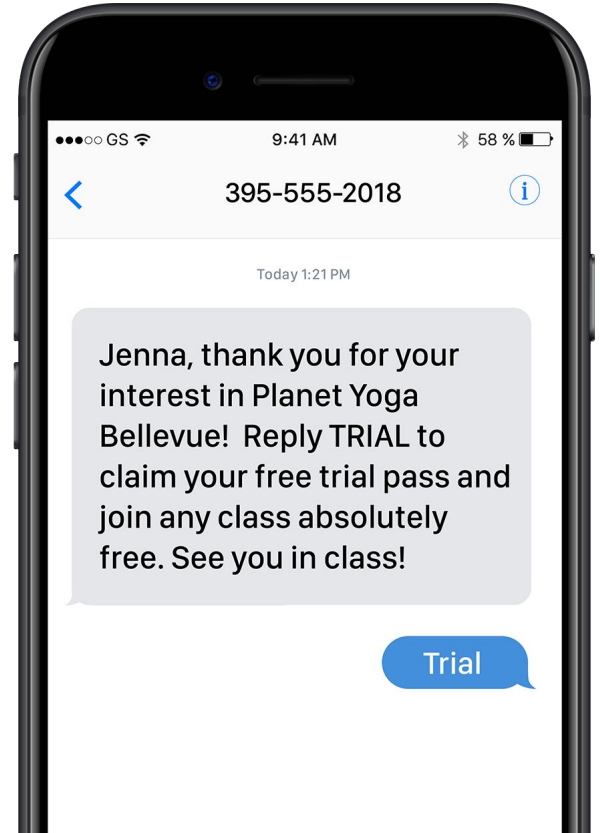 ●●●○○ GS 9:41 AM 58 %
395-555-2018
i
Today 1:21 PM
Jenna, thank you for your
interest in Planet Yoga
Bellevue!  Reply TRIAL to
claim your free trial pass and
join any class absolutely
free. See you in class!
Trial